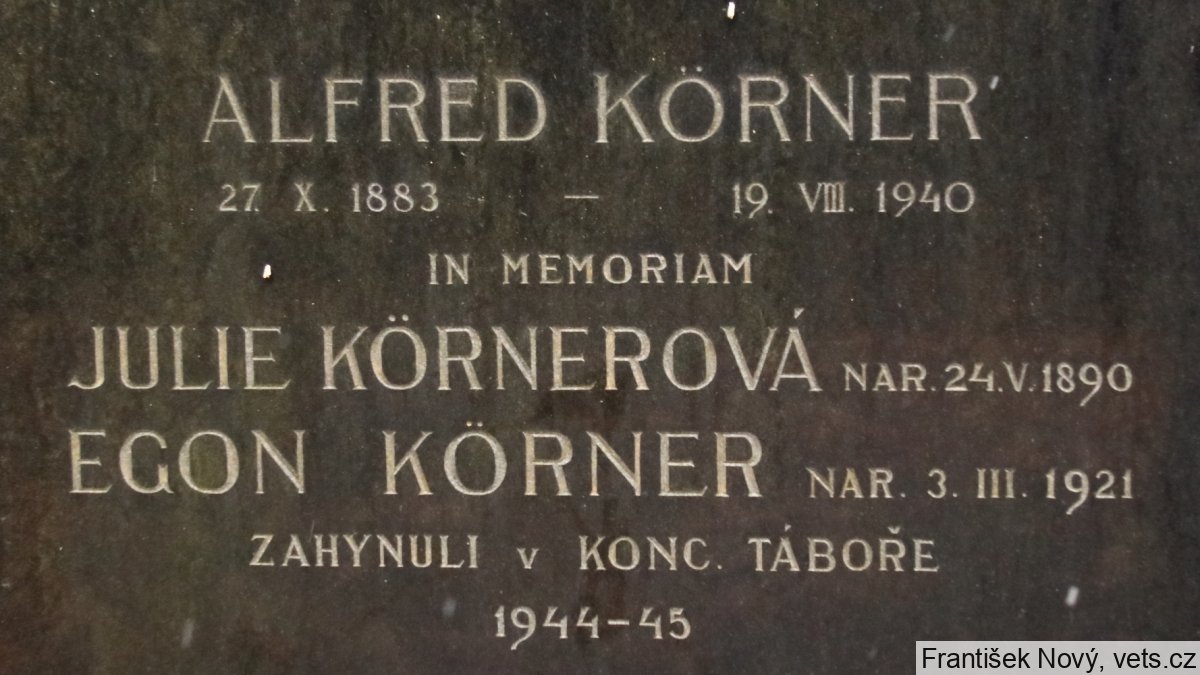 ALFRED KÖRNER
27. X. 1883 — 19. VIII. 1940
IN MEMORIAM
JULIE KÖRNEROVÁ NAR. 24. V. 1890
EGON KÖRNER NAR. 3. III. 1921
ZAHYNULI v KONC. TÁBOŘE
1944-45
František Nový, vets.cz